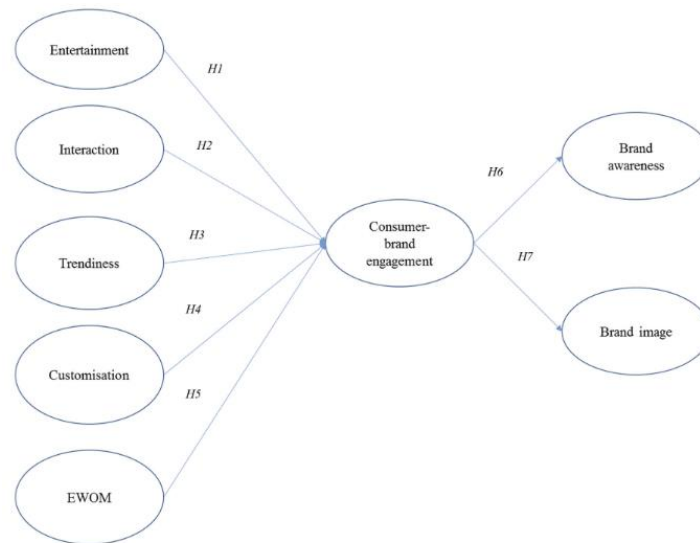 Entertainment
H1
Interaction
H2
Trendiness
H3
Customisation
H4
EWOM
H5
Consumer-
brand
engagement
H6
Brand
awareness
H7
Brand image